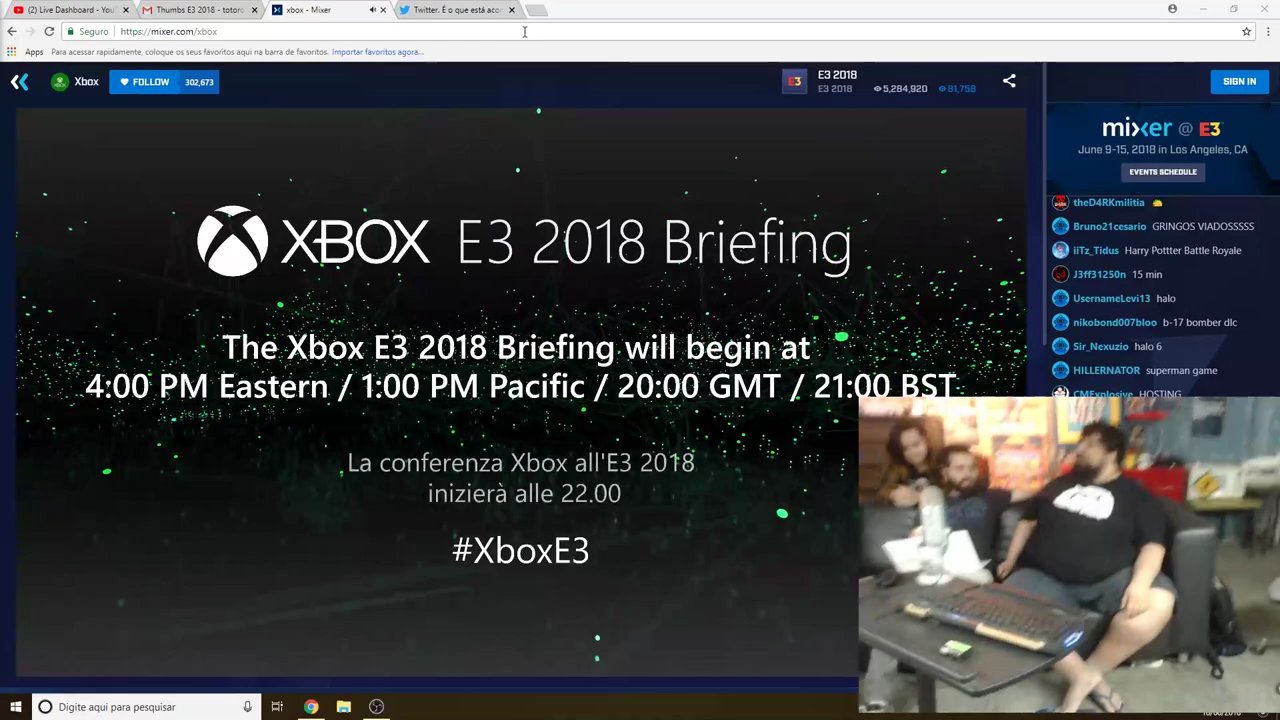 (2) Live Dashboard - You
Thumbs E3 2018 - totoro
xbox - Mixer
Twitter. É o que está aco
Seguro
https://mixer.com/xbox
Apps
Para acessar rapidamente, coloque os seus favoritos aqui na barra de favoritos.
Importar favoritos agora...
Xbox
FOLLOW
302,673
E3
E3 2018
E3 2018
5,284,920
81,758
SIGN IN
XBOX E3 2018 Briefing
The Xbox E3 2018 Briefing will begin at
4:00 PM Eastern / 1:00 PM Pacific / 20:00 GMT / 21:00 BST
La conferenza Xbox all'E3 2018
inizierà alle 22.00
#XboxE3
mixer @ E3
June 9-15, 2018 in Los Angeles, CA
EVENTS SCHEDULE
theD4RKmilitia
Bruno21cesario GRINGOS VIADOSSSSS
iiTz_Tidus Harry Pottter Battle Royale
J3ff31250n 15 min
UsernameLevi13 halo
nikobond007bloo b-17 bomber dlc
Sir_Nexuzio halo 6
HILLERNATOR superman game
CMExplosive HOSTING
Digite aqui para pesquisar